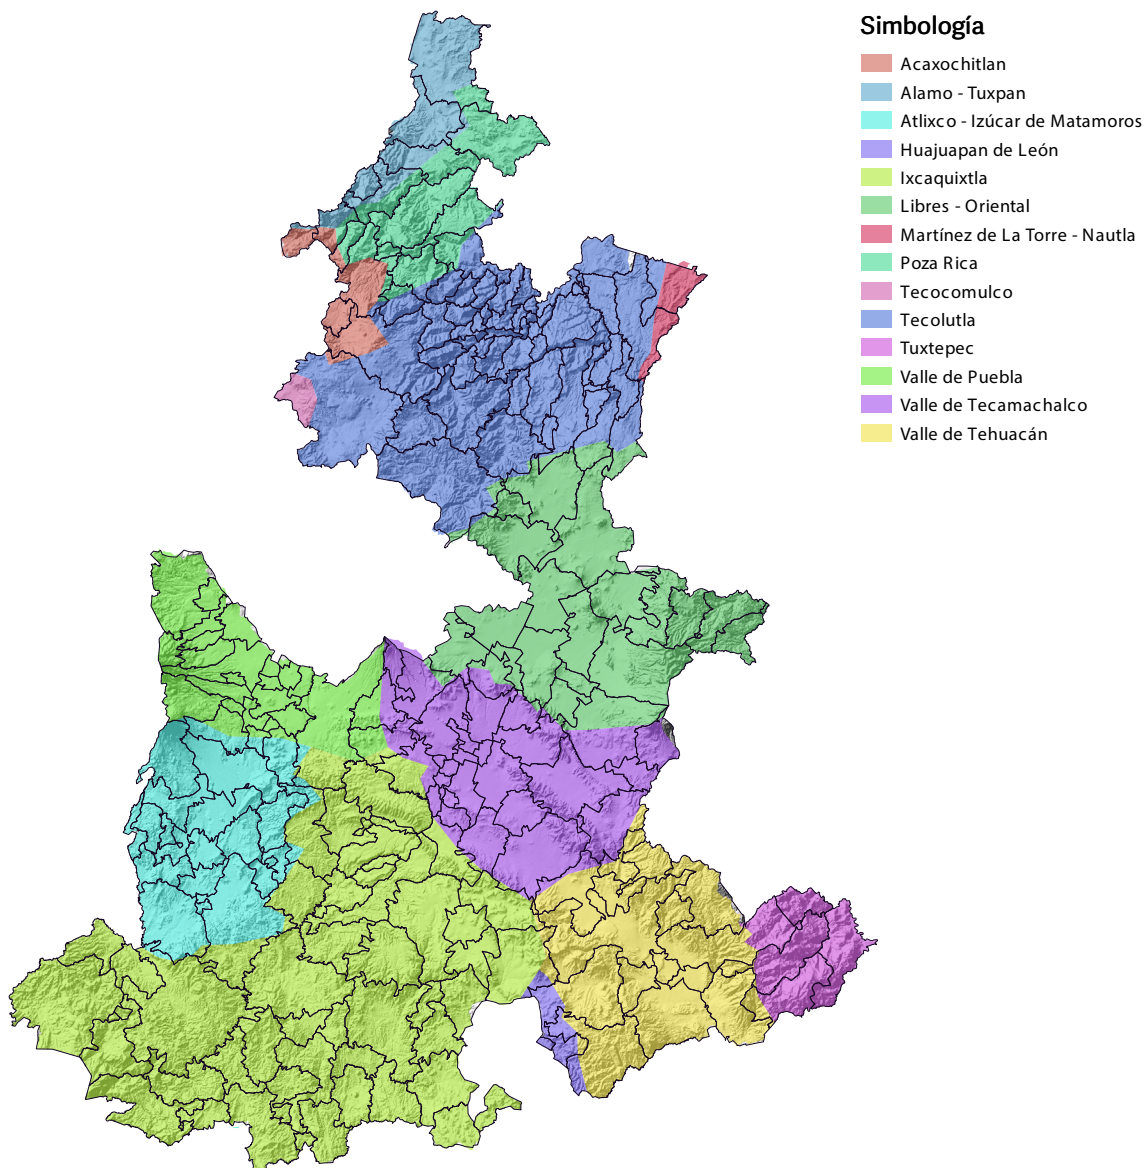 Simbología
Acaxochitlan
Alamo - Tuxpan
Atlixco - Izúcar de Matamoros
Huajuapan de León
Ixcaquixtla
Libres - Oriental
Martínez de La Torre - Nautla
Poza Rica
Tecocomulco
Tecolutla
Tuxtepec
Valle de Puebla
Valle de Tecamachalco
Valle de Tehuacán